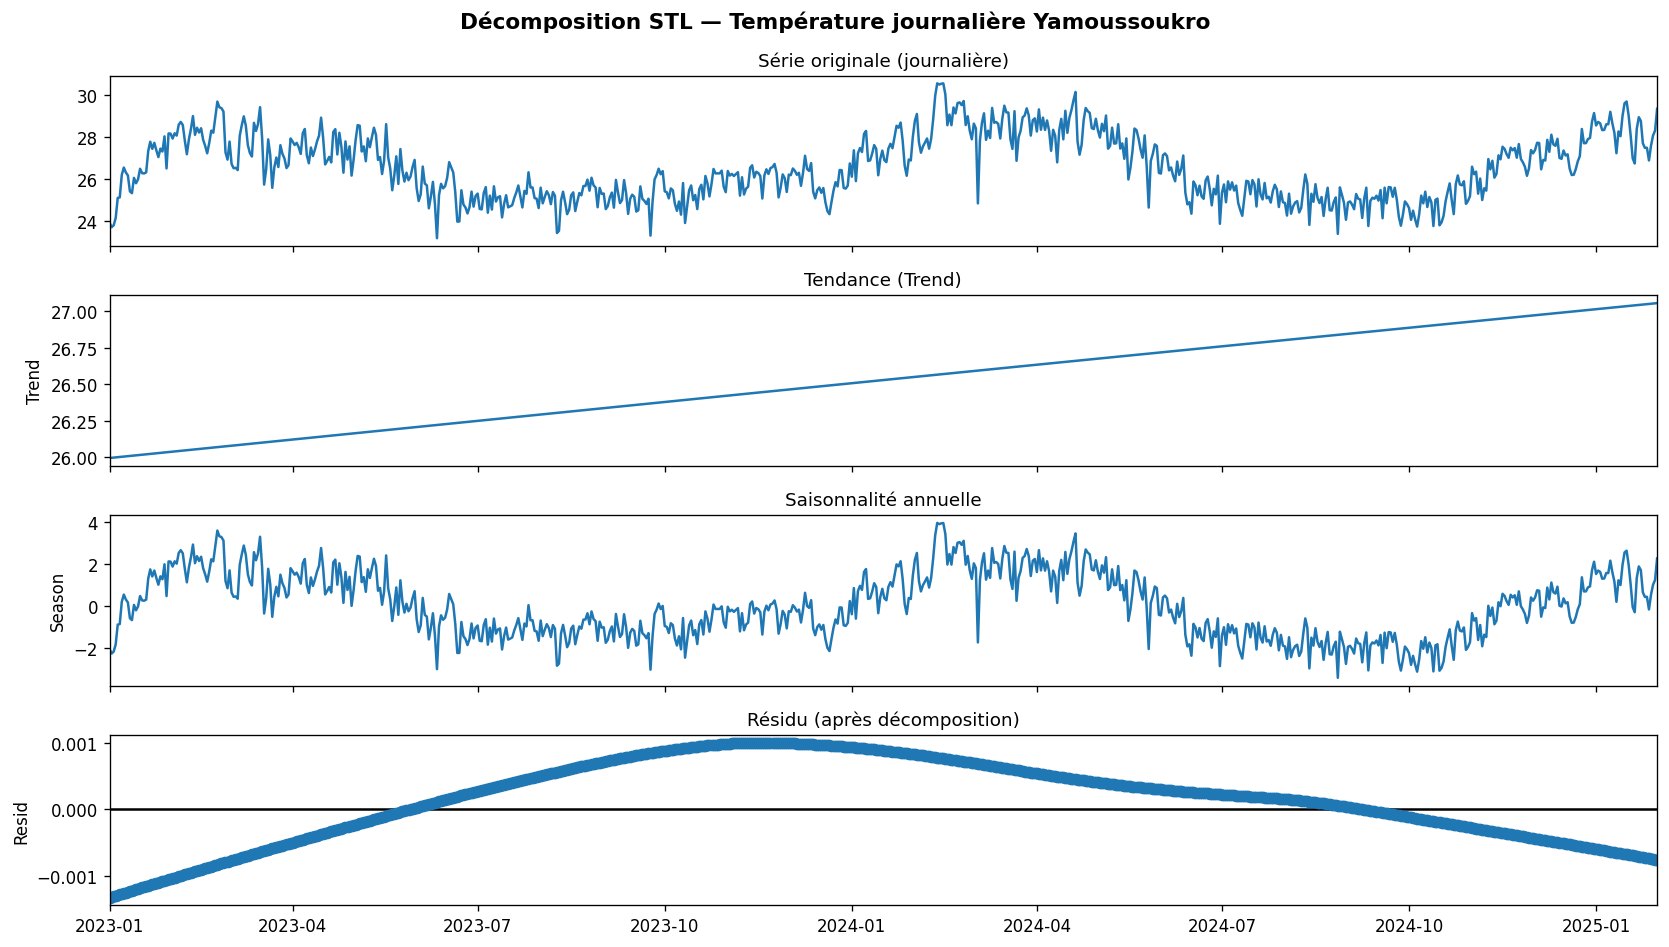 Décomposition STL — Température journalière Yamoussoukro
Série originale (journalière)
30
28
26
24
Tendance (Trend)
Trend
27.00
26.75
26.50
26.25
26.00
Saisonnalité annuelle
Season
4
2
0
−2
Résidu (après décomposition)
Resid
0.001
0.000
−0.001
2023-01 2023-04 2023-07 2023-10 2024-01 2024-04 2024-07 2024-10 2025-01